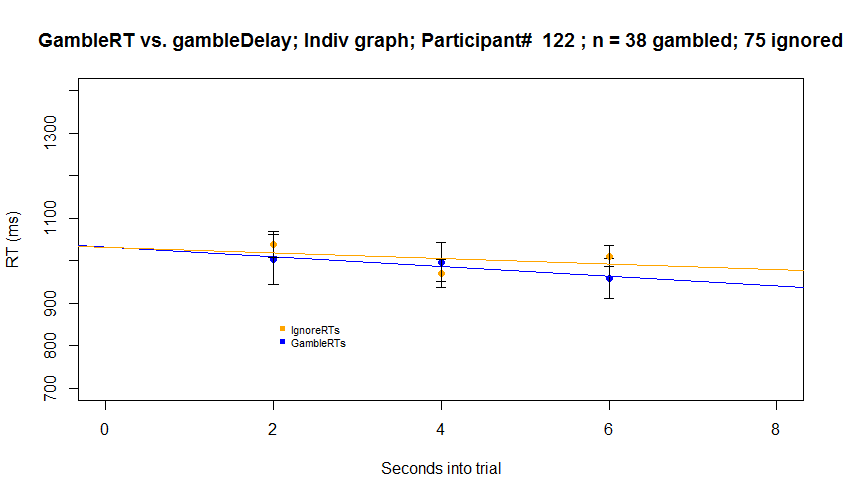 GambleRT vs. gambleDelay; Indiv graph; Participant#  122 ; n = 38 gambled; 75 ignored
1300
1100
900
800
700
RT (ms)
IgnoreRTs
GambleRTs
0 2 4 6 8
Seconds into trial